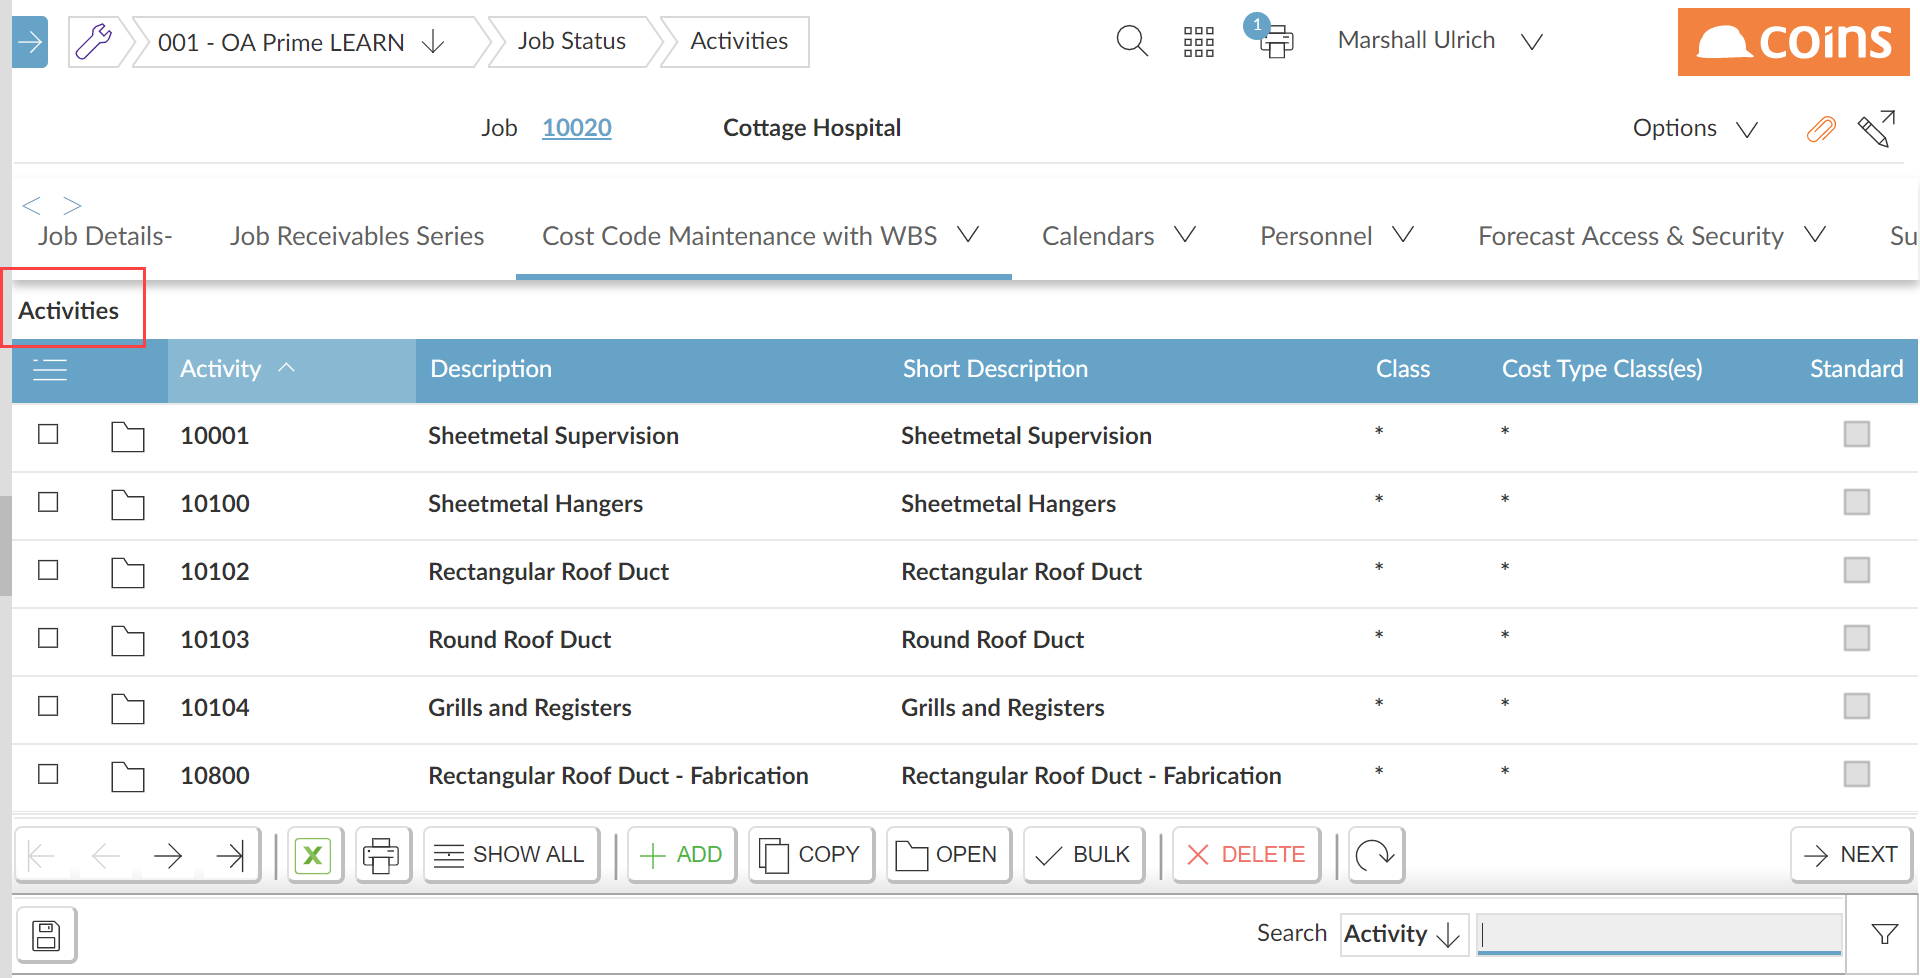 001 - OA Prime LEARN Job Status Activities 1 Marshall Ulrich coins
Job 10020 Cottage Hospital Options
< >
Job Details- Job Receivables Series Cost Code Maintenance with WBS Calendars Personnel Forecast Access & Security Su
Activities
Activity Description Short Description Class Cost Type Class(es) Standard
10001 Sheetmetal Supervision Sheetmetal Supervision * *
10100 Sheetmetal Hangers Sheetmetal Hangers * *
10102 Rectangular Roof Duct Rectangular Roof Duct * *
10103 Round Roof Duct Round Roof Duct * *
10104 Grills and Registers Grills and Registers * *
10800 Rectangular Roof Duct - Fabrication Rectangular Roof Duct - Fabrication * *
X SHOW ALL ADD COPY OPEN BULK DELETE NEXT
Search Activity